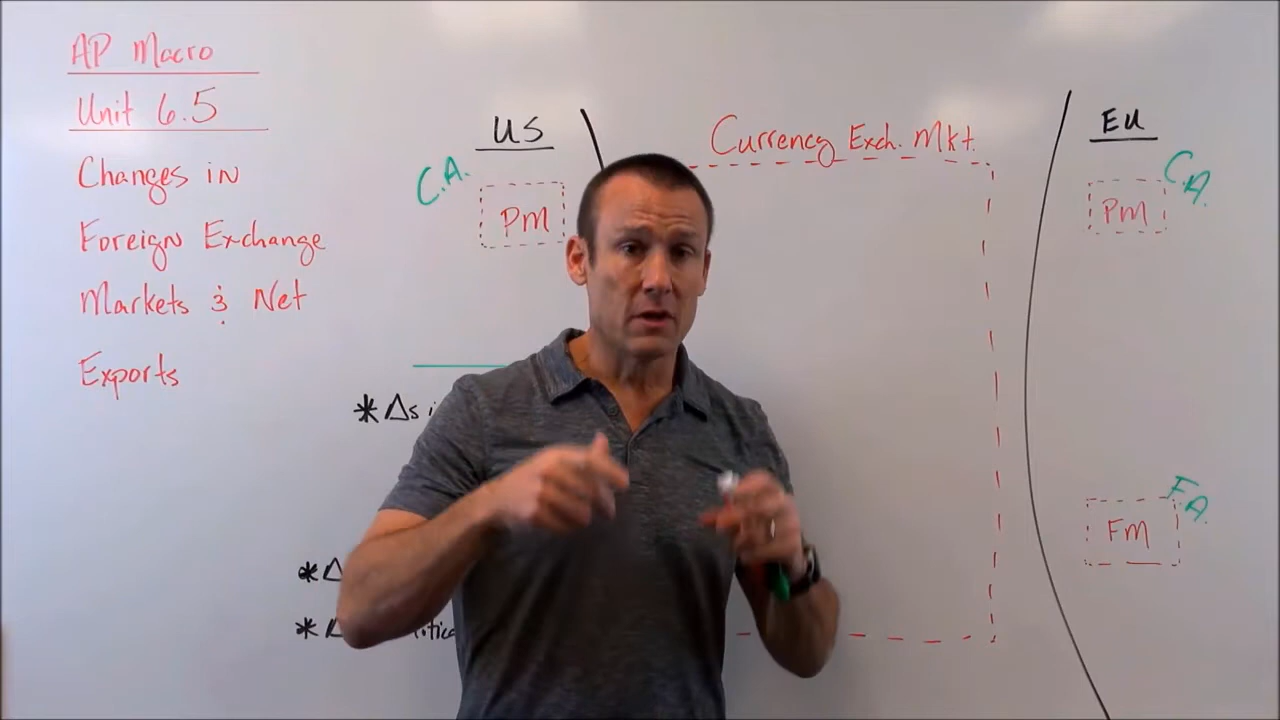 AP Macro
Unit 6.5
Changes in
Foreign Exchange
Markets & Net
Exports
US
C.A.
PM
Currency Exch. Mkt.
EU
C.A.
PM
F.A.
FM
* Δs
* Δ
* Δ